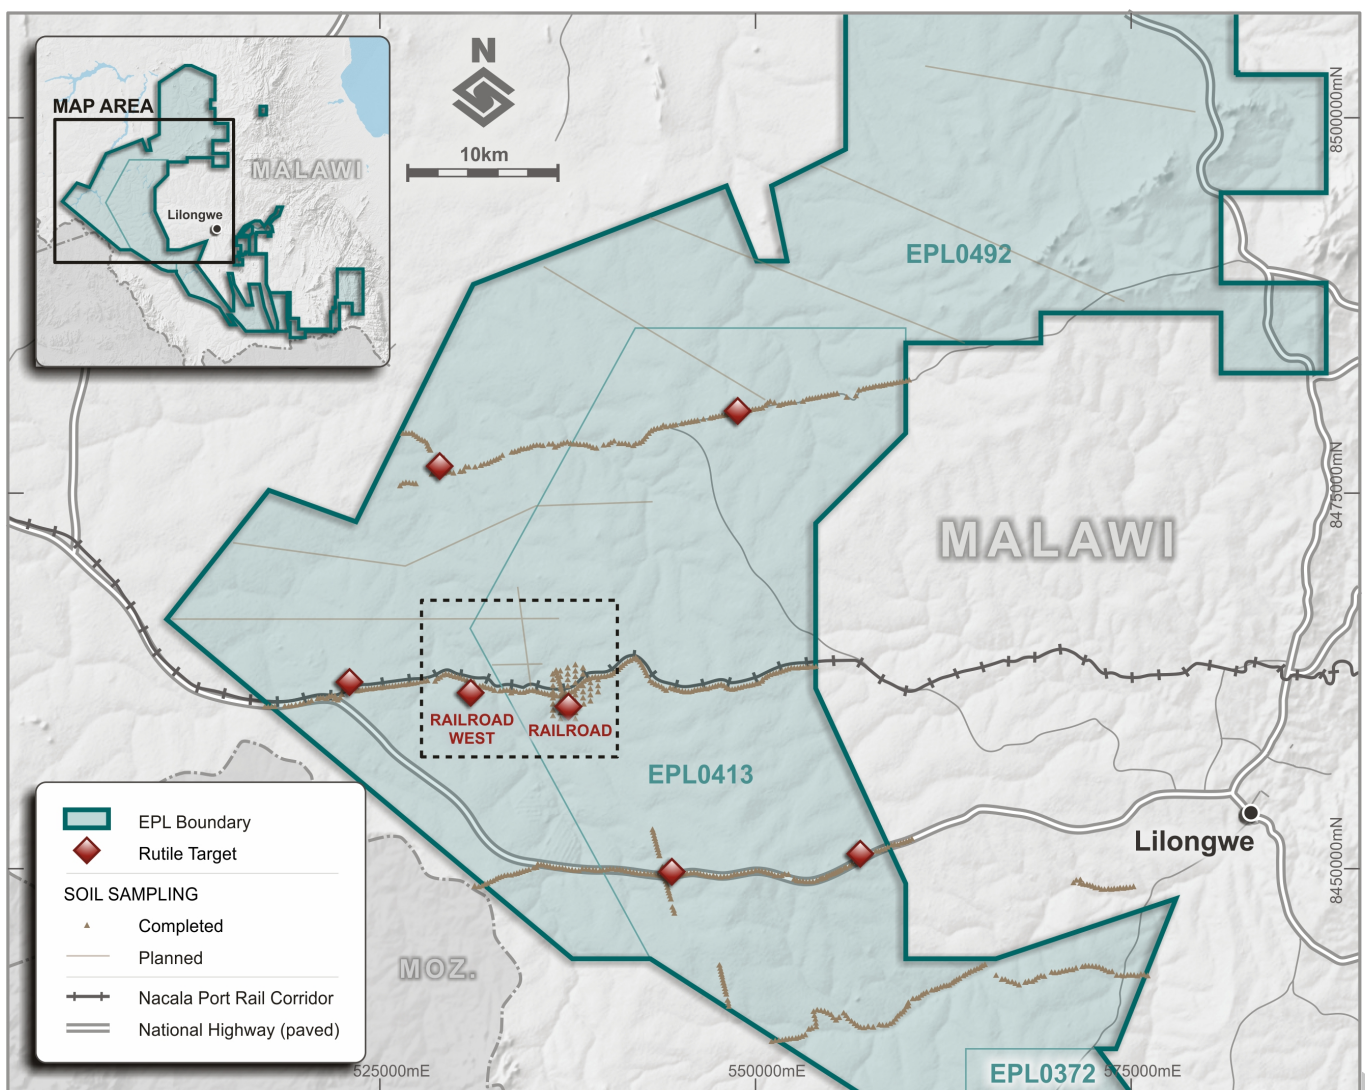 MAP AREA
MALAWI
Lilongwe
N
10km
8500000mN
EPL0492
8475000mN
MALAWI
RAILROAD
WEST
RAILROAD
EPL0413
Lilongwe
8450000mN
MOZ.
EPL Boundary
Rutile Target
SOIL SAMPLING
Completed
Planned
Nacala Port Rail Corridor
National Highway (paved)
525000mE
550000mE
575000mE
EPL0372